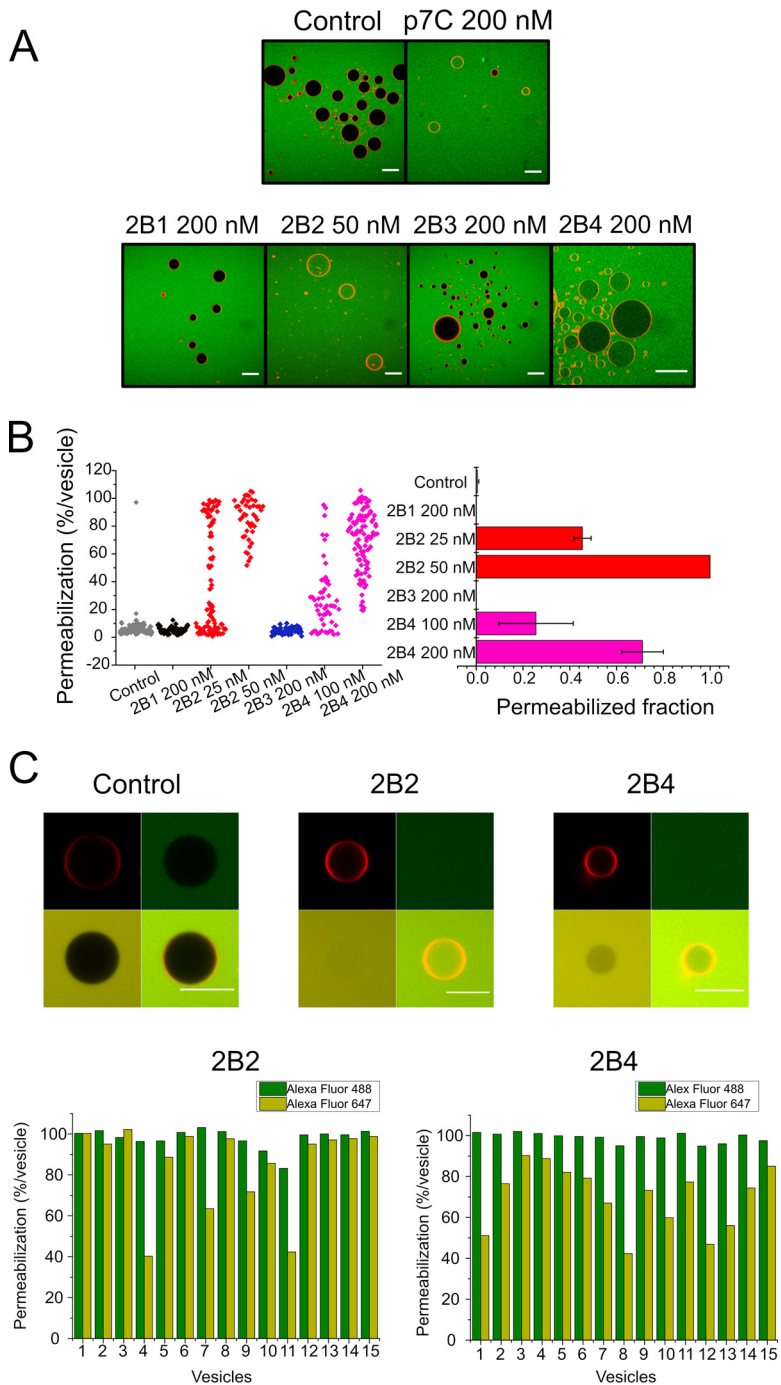 A
Control p7C 200 nM
2B1 200 nM 2B2 50 nM 2B3 200 nM 2B4 200 nM
B
Permeabilization (%/vesicle)
120
100
80
60
40
20
0
-20
Control
2B1 200 nM
2B2 25 nM
2B2 50 nM
2B3 200 nM
2B4 100 nM
2B4 200 nM
Control
2B1 200 nM
2B2 25 nM
2B2 50 nM
2B3 200 nM
2B4 100 nM
2B4 200 nM
0.0 0.2 0.4 0.6 0.8 1.0
Permeabilized fraction
C
Control 2B2 2B4
2B2
Alexa Fluor 488
Alexa Fluor 647
Permeabilization (%/vesicle)
100
80
60
40
20
0
1 2 3 4 5 6 7 8 9 10 11 12 13 14 15
Vesicles
2B4
Alex Fluor 488
Alexa Fluor 647
Permeabilization (%/vesicle)
100
80
60
40
20
0
1 2 3 4 5 6 7 8 9 10 11 12 13 14 15
Vesicles